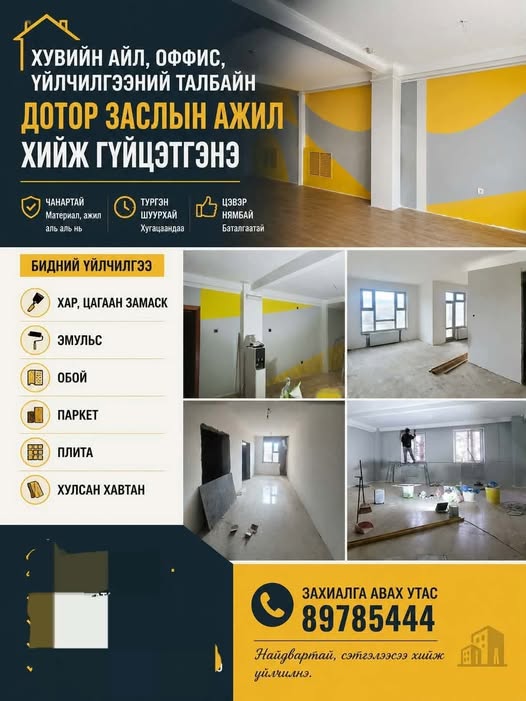 ХУВИЙН АЙЛ, ОФФИС,
ҮЙЛЧИЛГЭЭНИЙ ТАЛБАЙН
ДОТОР ЗАСЛЫН АЖИЛ
ХИЙЖ ГҮЙЦЭТГЭНЭ
ЧАНАРТАЙ
Материал, ажил
аль аль нь
ТҮРГЭН
ШУУРХАЙ
Хугацаандаа
ЦЭВЭР
НЯМБАЙ
Баталгаатай
БИДНИЙ ҮЙЛЧИЛГЭЭ
ХАР, ЦАГААН ЗАМАСК
ЭМУЛЬС
ОБОЙ
ПАРКЕТ
ПЛИТА
ХУЛСАН ХАВТАН
ЗАХИАЛГА АВАХ УТАС
89785444
Найдвартай, сэтгэлээсээ хийж
үйлчилнэ.